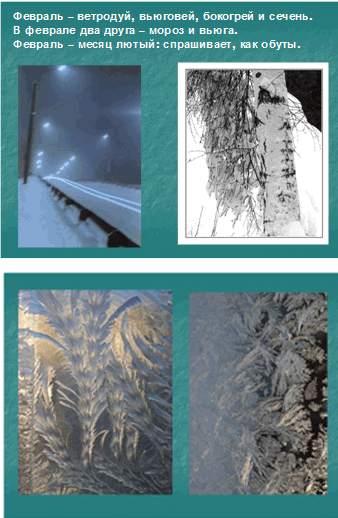 Февраль – ветродуй, вьюговей, бокогрей и сечень.
В феврале два друга – мороз и вьюга.
Февраль – месяц лютый: спрашивает, как обуты.